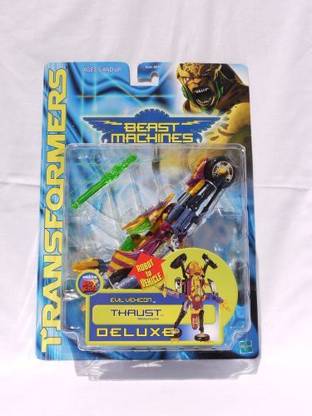 AGES 5 AND UP
TRANSFORMERS
BEAST
MACHINES
ROBOT TO
VEHICLE
EVIL VEHICON
THRUST
DELUXE